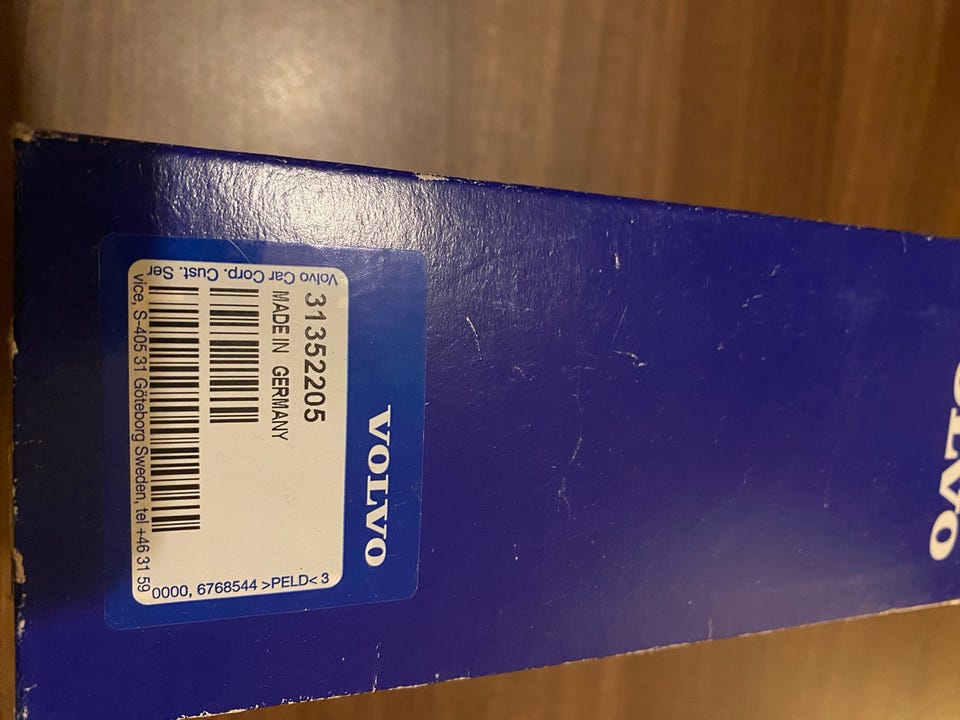 VOLVO
31352205
MADE IN GERMANY
Volvo Car Corp. Cust. Ser
vice, S-405 31 Göteborg Sweden, tel +46 31 59
0000, 6768544 >PELD< 3
OLVO